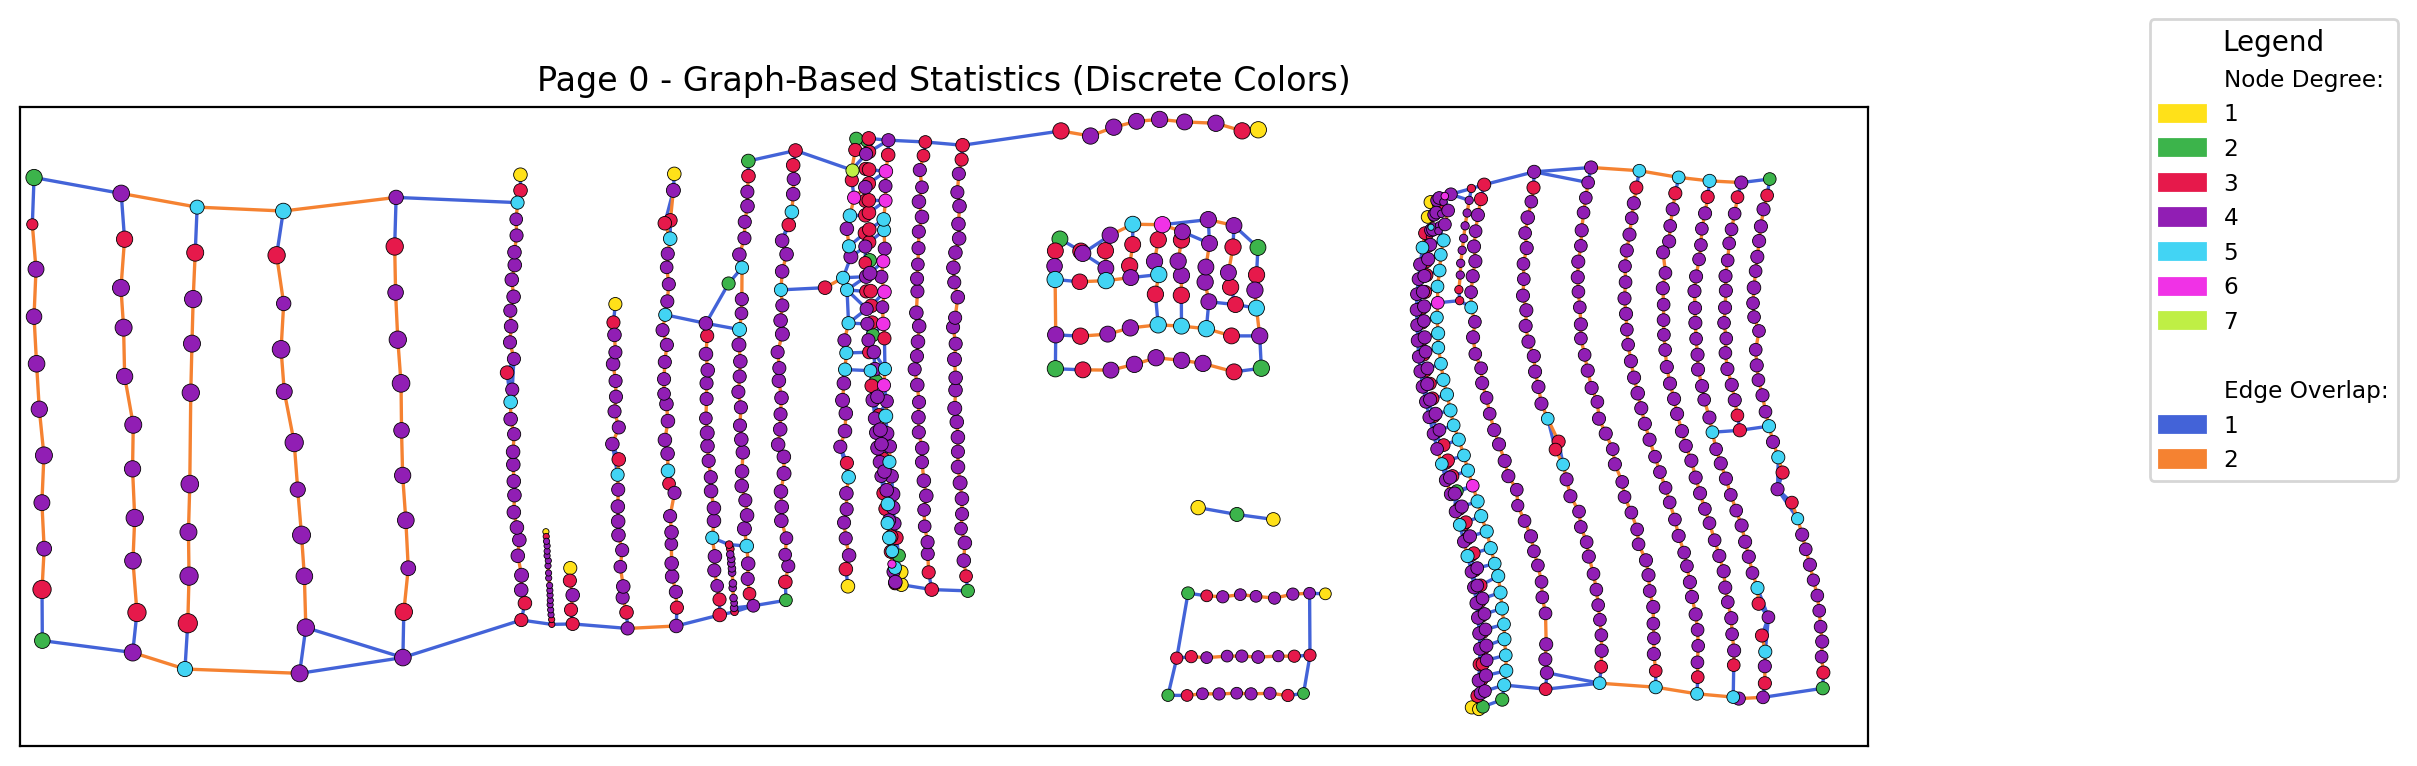 Page 0 - Graph-Based Statistics (Discrete Colors)
Legend
Node Degree:
1
2
3
4
5
6
7
Edge Overlap:
1
2